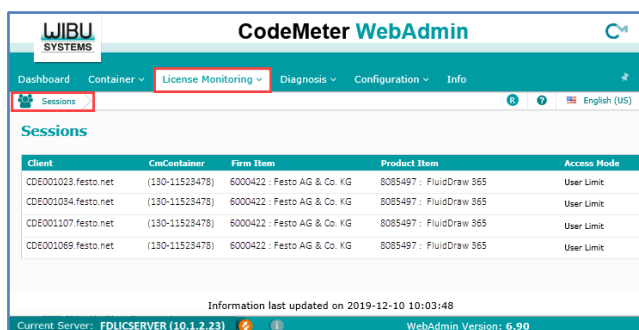 WIBU
SYSTEMS
CodeMeter WebAdmin
Dashboard Container License Monitoring Diagnosis Configuration Info
Sessions R ? English (US)
Sessions
Client CmContainer Firm Item Product Item Access Mode
CDE001023.festo.net (130-11523478) 6000422 : Festo AG & Co. KG 8085497 : FluidDraw 365 User Limit
CDE001034.festo.net (130-11523478) 6000422 : Festo AG & Co. KG 8085497 : FluidDraw 365 User Limit
CDE001107.festo.net (130-11523478) 6000422 : Festo AG & Co. KG 8085497 : FluidDraw 365 User Limit
CDE001069.festo.net (130-11523478) 6000422 : Festo AG & Co. KG 8085497 : FluidDraw 365 User Limit
Information last updated on 2019-12-10 10:03:48
Current Server: FDLICSERVER (10.1.2.23) WebAdmin Version: 6.90